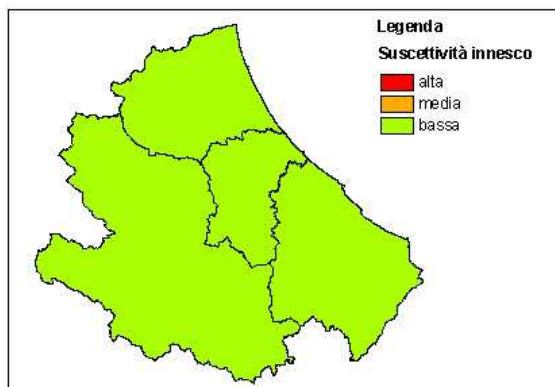 Legenda
Suscettività innesco
alta
media
bassa